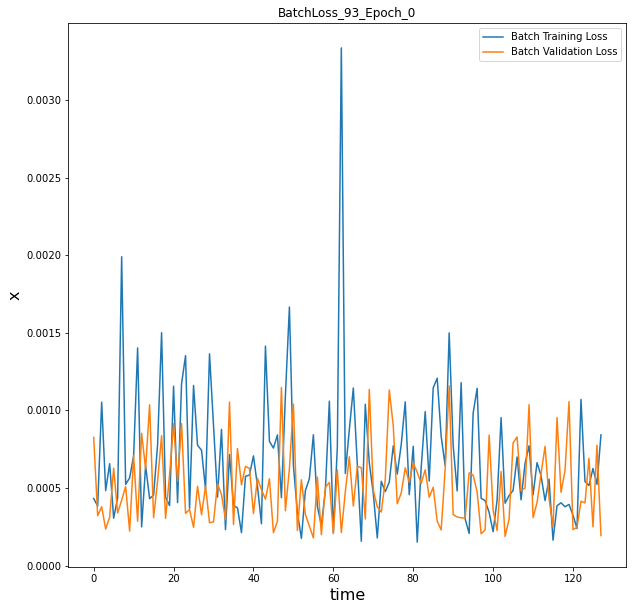 BatchLoss_93_Epoch_0
Batch Training Loss
Batch Validation Loss
0.0030
0.0025
0.0020
0.0015
0.0010
0.0005
0.0000
x
0
20
40
60
80
100
120
time